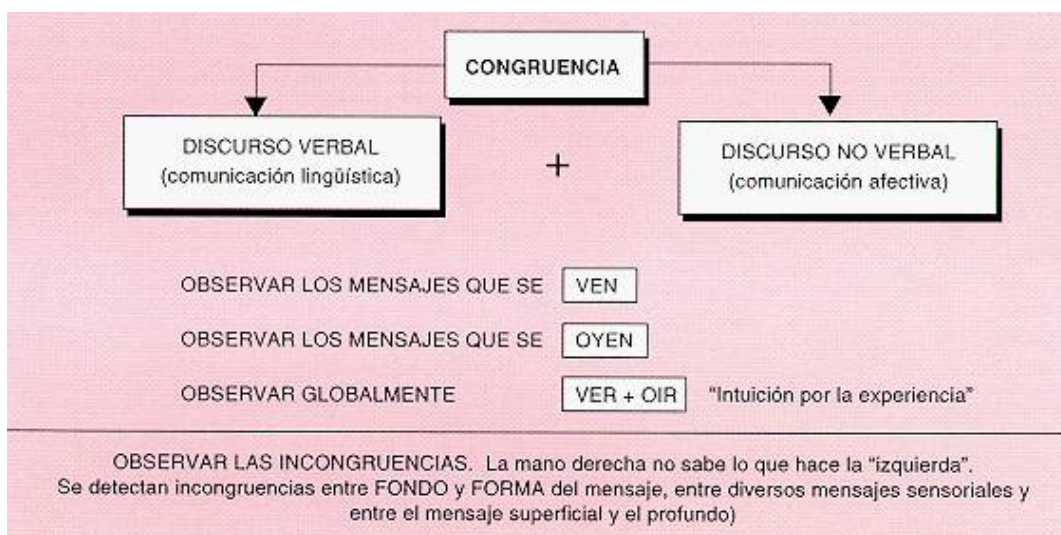 CONGRUENCIA
DISCURSO VERBAL
(comunicación lingüística)
+
DISCURSO NO VERBAL
(comunicación afectiva)
OBSERVAR LOS MENSAJES QUE SE VEN
OBSERVAR LOS MENSAJES QUE SE OYEN
OBSERVAR GLOBALMENTE VER + OIR "Intuición por la experiencia"
OBSERVAR LAS INCONGRUENCIAS. La mano derecha no sabe lo que hace la "izquierda".
Se detectan incongruencias entre FONDO y FORMA del mensaje, entre diversos mensajes sensoriales y
entre el mensaje superficial y el profundo)